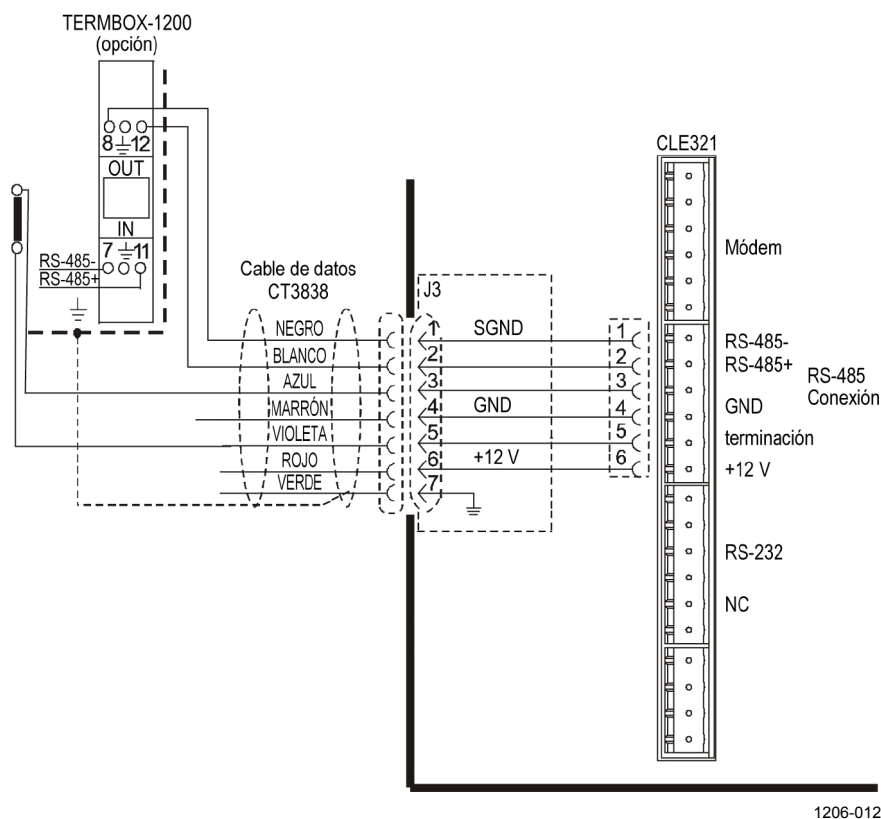 TERMBOX-1200
(opción)
8 12
OUT
IN
7 11
RS-485-
RS-485+
Cable de datos
CT3838
NEGRO
BLANCO
AZUL
MARRÓN
VIOLETA
ROJO
VERDE
J3
1 SGND 1
2 2
3 3
4 GND 4
5 5
6 +12 V 6
7
CLE321
Módem
RS-485-
RS-485+
RS-485
Conexión
GND
terminación
+12 V
RS-232
NC
1206-012